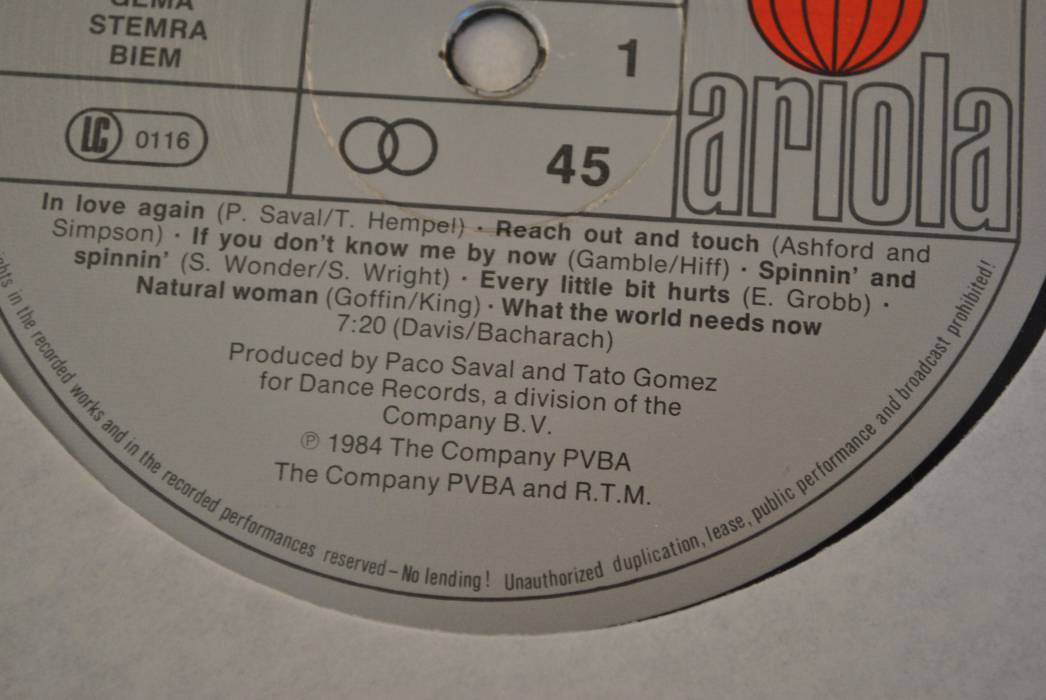 GEMA
STEMRA
BIEM
1
LC 0116
45
ariola
In love again (P. Saval/T. Hempel) · Reach out and touch (Ashford and
Simpson) · If you don't know me by now (Gamble/Hiff) · Spinnin' and
spinnin' (S. Wonder/S. Wright) · Every little bit hurts (E. Grobb) ·
Natural woman (Goffin/King) · What the world needs now
7:20 (Davis/Bacharach)
Produced by Paco Saval and Tato Gomez
for Dance Records, a division of the
Company B.V.
℗ 1984 The Company PVBA
The Company PVBA and R.T.M.
in the recorded works and in the recorded performances reserved – No lending! Unauthorized duplication, lease, public performance and broadcast prohibited!